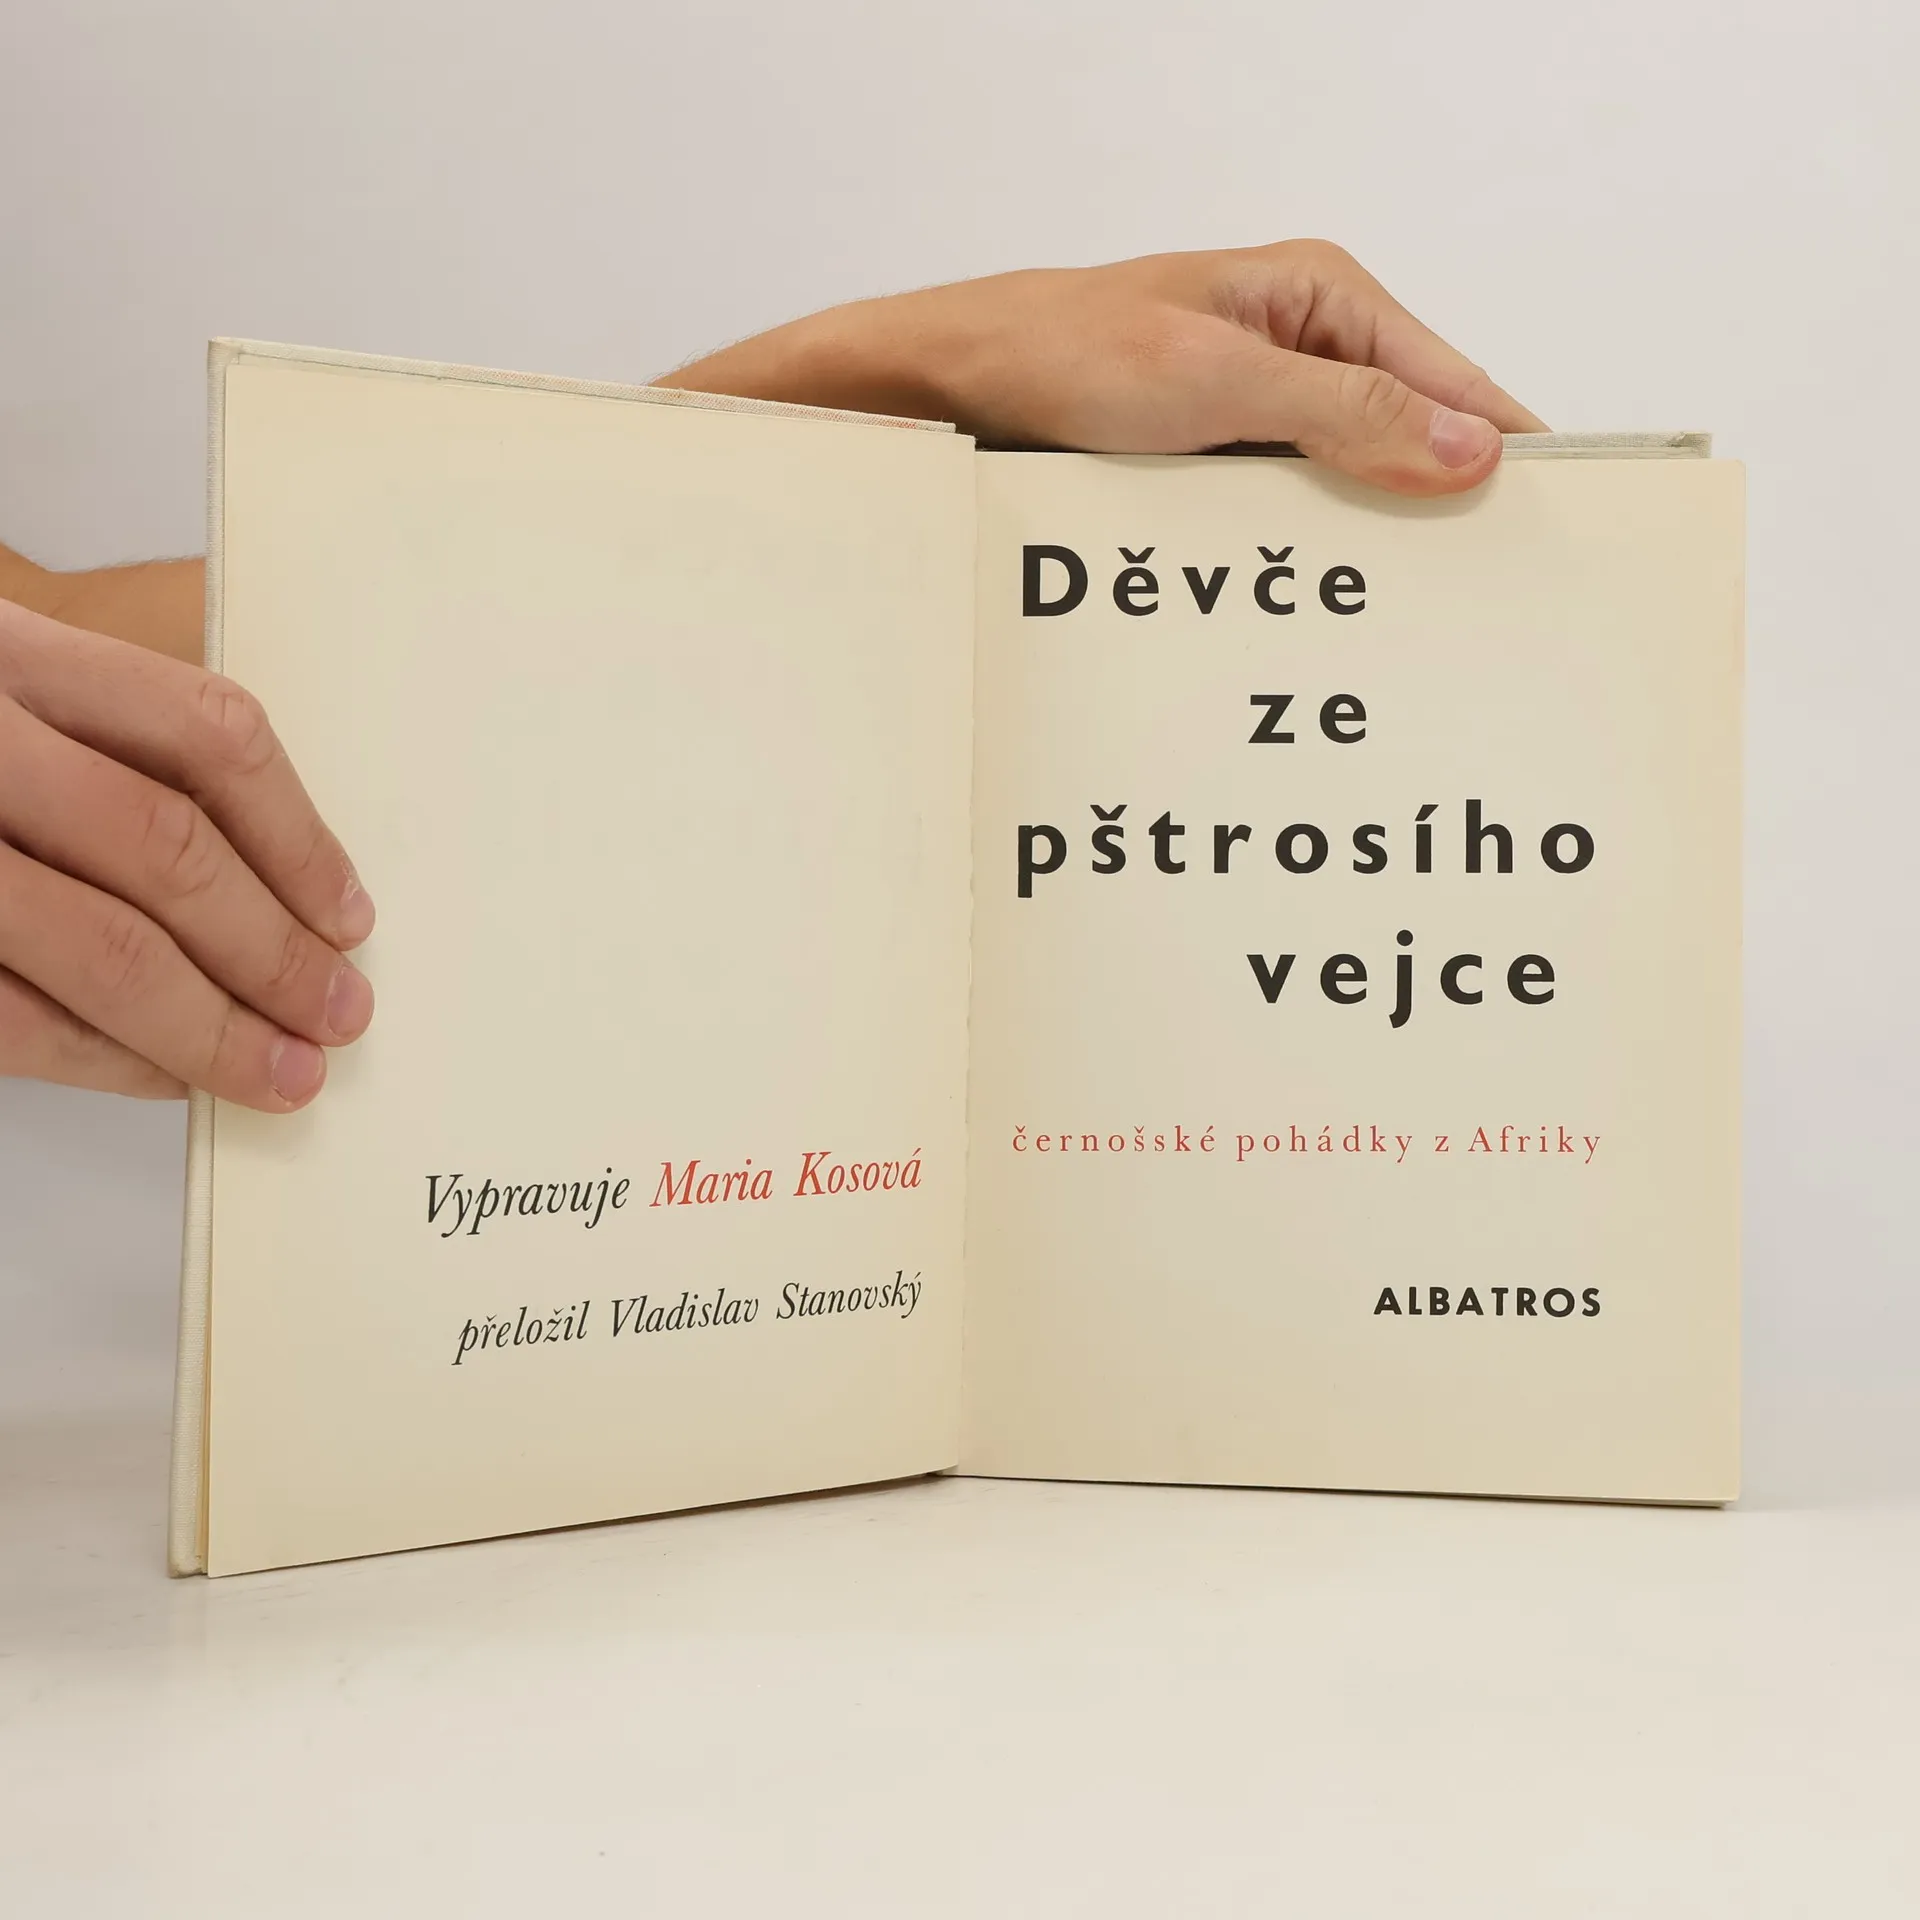 Vypravuje Maria Kosová
přeložil Vladislav Stanovský
Děvče
ze
pštrosího
vejce
černošské pohádky z Afriky
ALBATROS